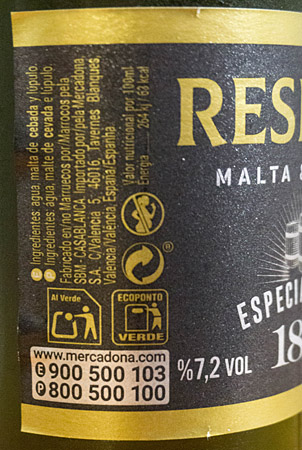 Ingredientes: agua, malta de cebada y lúpulo.
Ingredientes: água, malte de cevada e lúpulo.
Fabricado en/no Marruecos por/Marrocos pela
SBM - CASABLANCA. Importado por/pela Mercadona,
S.A. C/Valencia 5, 46016, Tavernes Blanques,
Valencia/Valência. España/Espanha
Valor nutricional por 100ml
Energía 264 kJ/ 63 kcal
Al Verde
ECOPONTO
VERDE
www.mercadona.com
E 900 500 103
P 800 500 100
%7,2 VOL
RES
MALTA &
ESPECIA
18